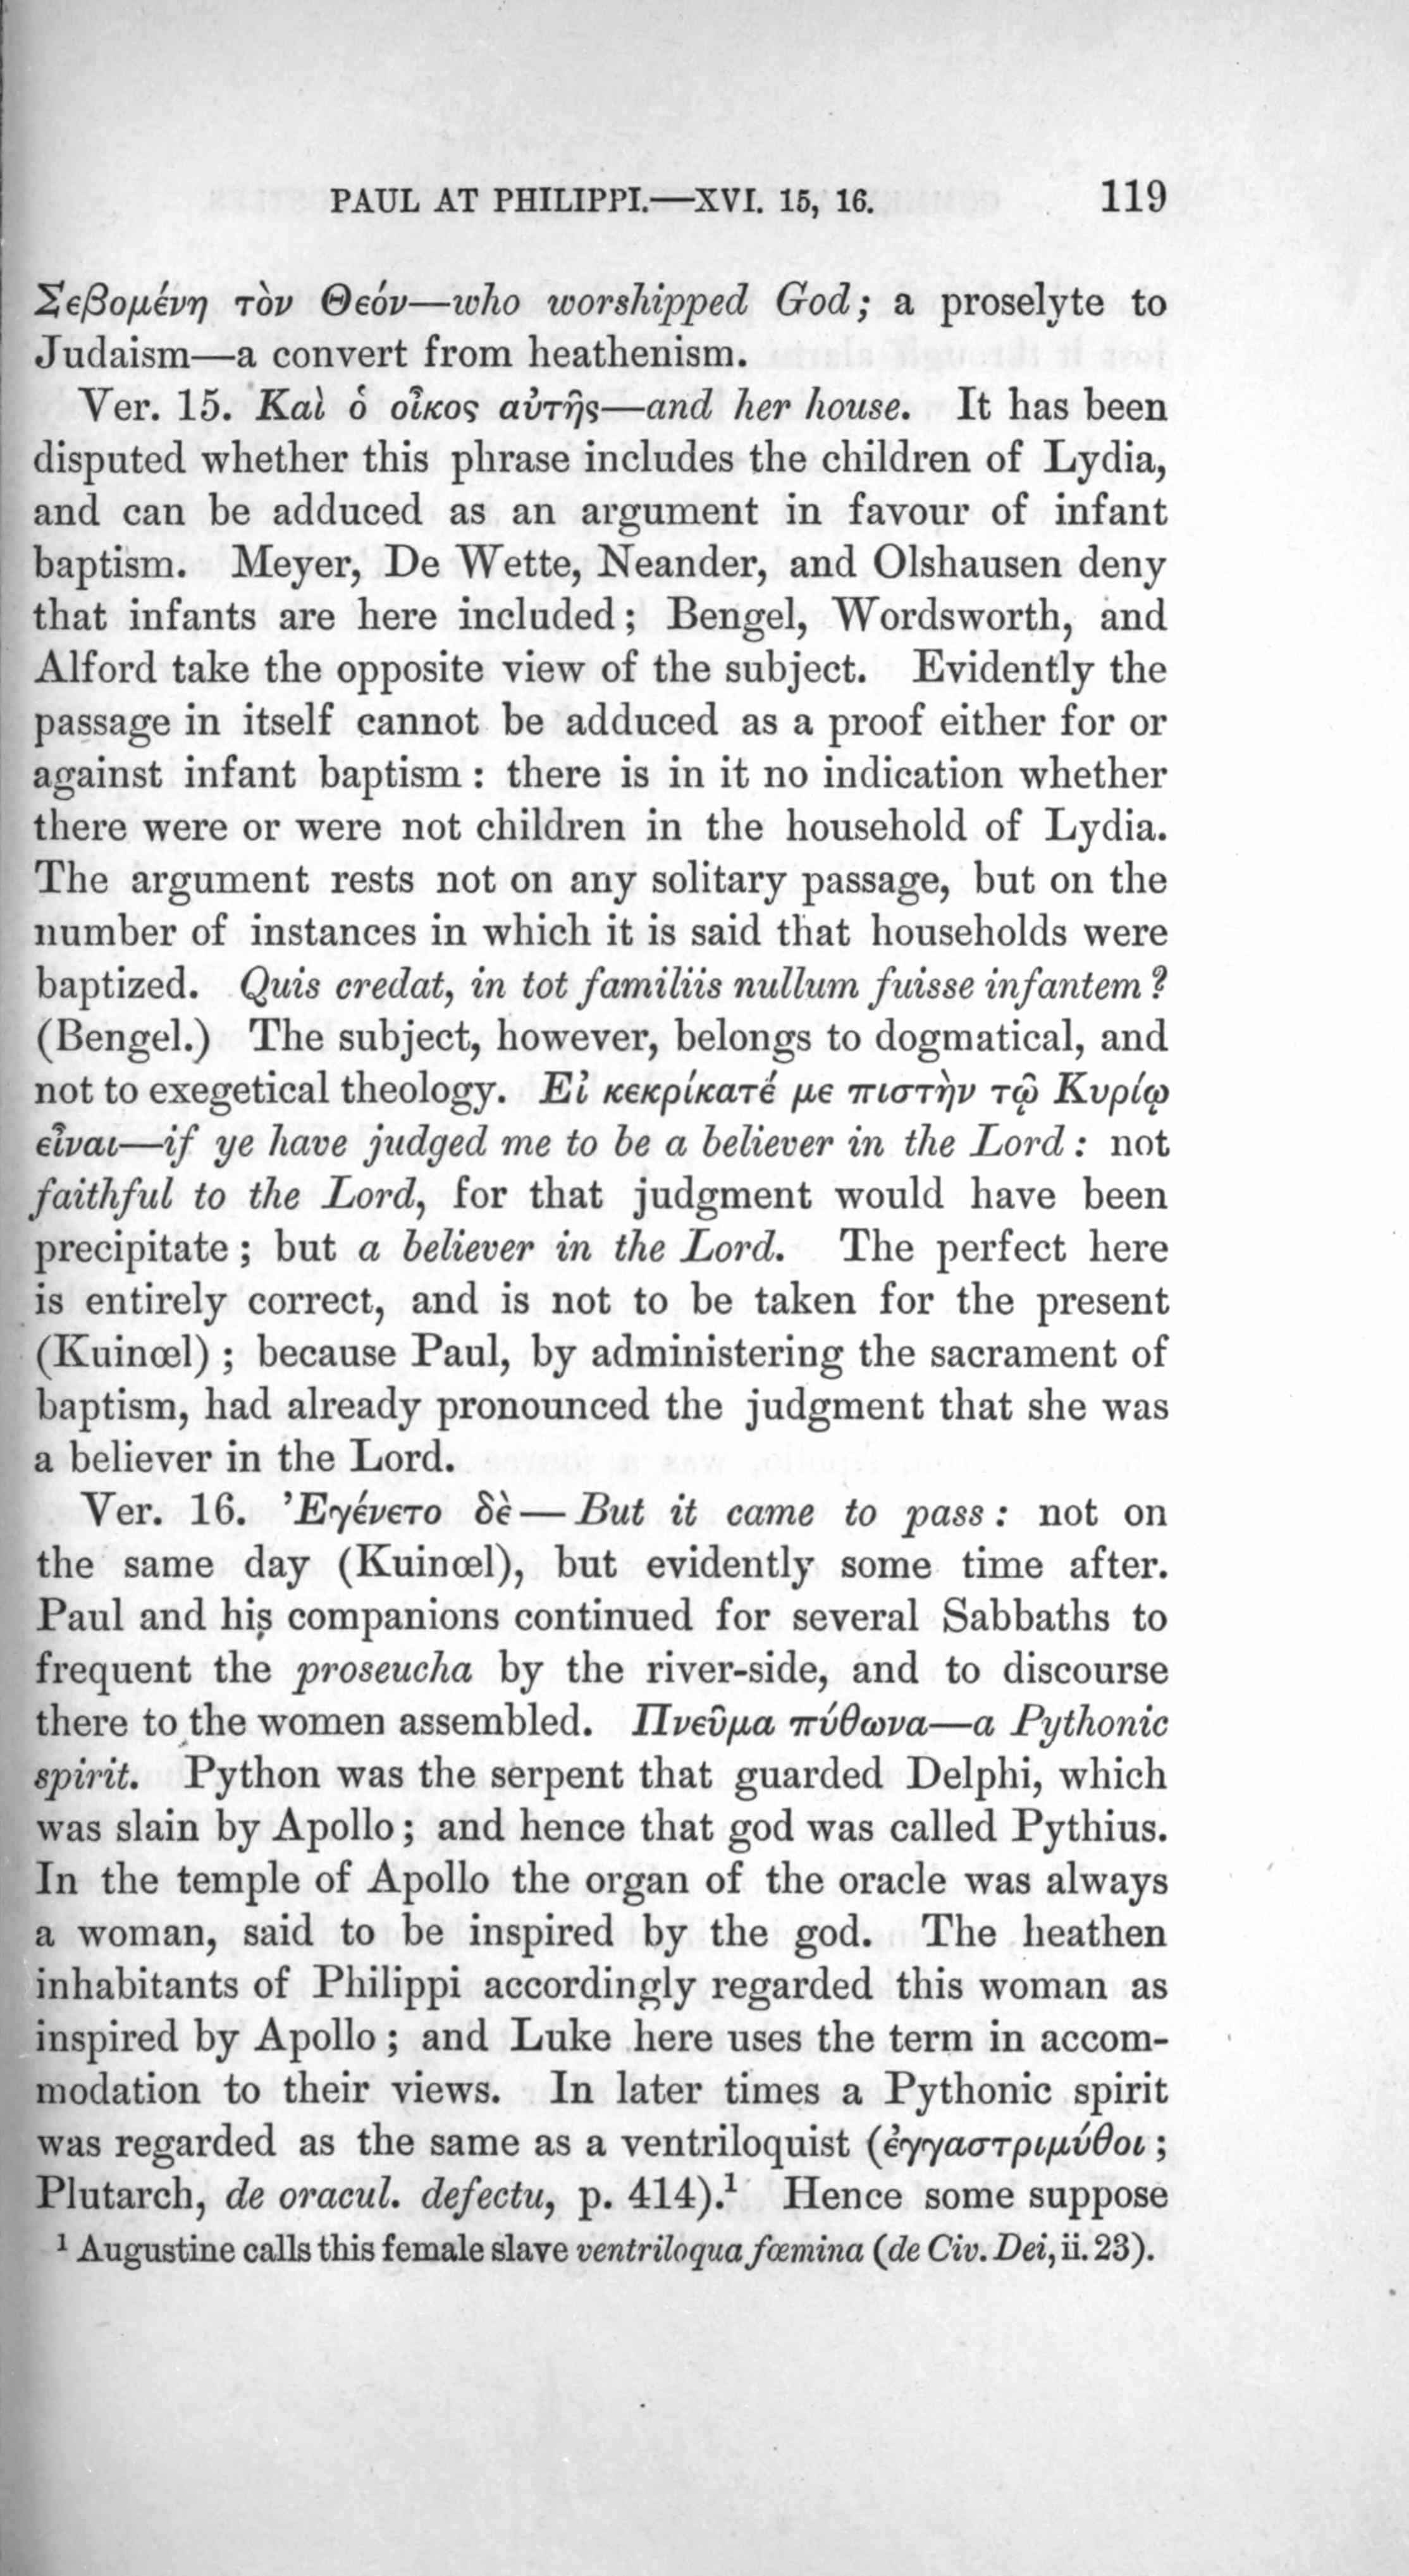 PAUL AT PHILIPPI.—XVI. 15, 16. 119
Σεβομένη τὸν Θεόν—who worshipped God; a proselyte to
Judaism—a convert from heathenism.
Ver. 15. Καὶ ὁ οἶκος αὐτῆς—and her house. It has been
disputed whether this phrase includes the children of Lydia,
and can be adduced as an argument in favour of infant
baptism. Meyer, De Wette, Neander, and Olshausen deny
that infants are here included; Bengel, Wordsworth, and
Alford take the opposite view of the subject. Evidently the
passage in itself cannot be adduced as a proof either for or
against infant baptism: there is in it no indication whether
there were or were not children in the household of Lydia.
The argument rests not on any solitary passage, but on the
number of instances in which it is said that households were
baptized. Quis credat, in tot familiis nullum fuisse infantem?
(Bengel.) The subject, however, belongs to dogmatical, and
not to exegetical theology. Εἰ κεκρίκατέ με πιστὴν τῷ Κυρίῳ
εἶναι—if ye have judged me to be a believer in the Lord: not
faithful to the Lord, for that judgment would have been
precipitate; but a believer in the Lord. The perfect here
is entirely correct, and is not to be taken for the present
(Kuinœl); because Paul, by administering the sacrament of
baptism, had already pronounced the judgment that she was
a believer in the Lord.
Ver. 16. Ἐγένετο δὲ—But it came to pass: not on
the same day (Kuinœl), but evidently some time after.
Paul and his companions continued for several Sabbaths to
frequent the proseucha by the river-side, and to discourse
there to the women assembled. Πνεῦμα πύθωνα—a Pythonic
spirit. Python was the serpent that guarded Delphi, which
was slain by Apollo; and hence that god was called Pythius.
In the temple of Apollo the organ of the oracle was always
a woman, said to be inspired by the god. The heathen
inhabitants of Philippi accordingly regarded this woman as
inspired by Apollo; and Luke here uses the term in accom-
modation to their views. In later times a Pythonic spirit
was regarded as the same as a ventriloquist (ἐγγαστριμύθοι;
Plutarch, de oracul. defectu, p. 414).¹ Hence some suppose
¹ Augustine calls this female slave ventriloqua fœmina (de Civ. Dei, ii. 23).